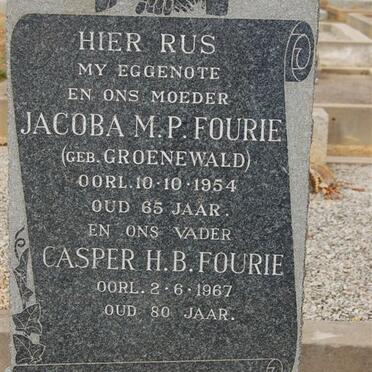 HIER RUS
MY EGGENOTE
EN ONS MOEDER
JACOBA M.P. FOURIE
(GEB. GROENEWALD)
OORL. 10·10·1954
OUD 65 JAAR.
EN ONS VADER
CASPER H.B. FOURIE
OORL. 2·6·1967
OUD 80 JAAR.